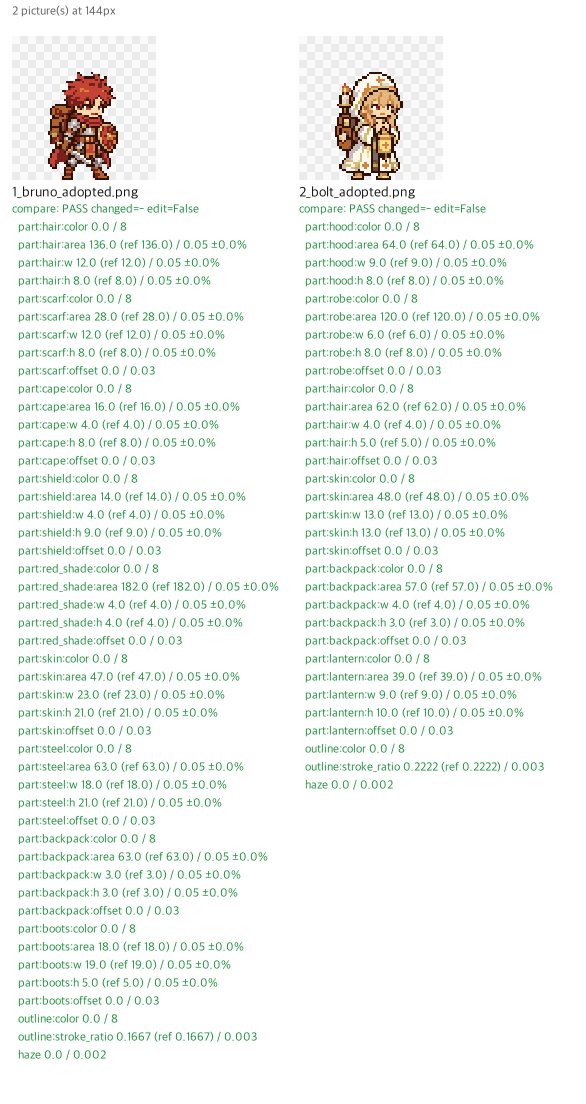 2 picture(s) at 144px
1_bruno_adopted.png
compare: PASS changed=- edit=False
part:hair:color 0.0 / 8
part:hair:area 136.0 (ref 136.0) / 0.05 ±0.0%
part:hair:w 12.0 (ref 12.0) / 0.05 ±0.0%
part:hair:h 8.0 (ref 8.0) / 0.05 ±0.0%
part:scarf:color 0.0 / 8
part:scarf:area 28.0 (ref 28.0) / 0.05 ±0.0%
part:scarf:w 12.0 (ref 12.0) / 0.05 ±0.0%
part:scarf:h 8.0 (ref 8.0) / 0.05 ±0.0%
part:scarf:offset 0.0 / 0.03
part:cape:color 0.0 / 8
part:cape:area 16.0 (ref 16.0) / 0.05 ±0.0%
part:cape:w 4.0 (ref 4.0) / 0.05 ±0.0%
part:cape:h 8.0 (ref 8.0) / 0.05 ±0.0%
part:cape:offset 0.0 / 0.03
part:shield:color 0.0 / 8
part:shield:area 14.0 (ref 14.0) / 0.05 ±0.0%
part:shield:w 4.0 (ref 4.0) / 0.05 ±0.0%
part:shield:h 9.0 (ref 9.0) / 0.05 ±0.0%
part:shield:offset 0.0 / 0.03
part:red_shade:color 0.0 / 8
part:red_shade:area 182.0 (ref 182.0) / 0.05 ±0.0%
part:red_shade:w 4.0 (ref 4.0) / 0.05 ±0.0%
part:red_shade:h 4.0 (ref 4.0) / 0.05 ±0.0%
part:red_shade:offset 0.0 / 0.03
part:skin:color 0.0 / 8
part:skin:area 47.0 (ref 47.0) / 0.05 ±0.0%
part:skin:w 23.0 (ref 23.0) / 0.05 ±0.0%
part:skin:h 21.0 (ref 21.0) / 0.05 ±0.0%
part:skin:offset 0.0 / 0.03
part:steel:color 0.0 / 8
part:steel:area 63.0 (ref 63.0) / 0.05 ±0.0%
part:steel:w 18.0 (ref 18.0) / 0.05 ±0.0%
part:steel:h 21.0 (ref 21.0) / 0.05 ±0.0%
part:steel:offset 0.0 / 0.03
part:backpack:color 0.0 / 8
part:backpack:area 63.0 (ref 63.0) / 0.05 ±0.0%
part:backpack:w 3.0 (ref 3.0) / 0.05 ±0.0%
part:backpack:h 3.0 (ref 3.0) / 0.05 ±0.0%
part:backpack:offset 0.0 / 0.03
part:boots:color 0.0 / 8
part:boots:area 18.0 (ref 18.0) / 0.05 ±0.0%
part:boots:w 19.0 (ref 19.0) / 0.05 ±0.0%
part:boots:h 5.0 (ref 5.0) / 0.05 ±0.0%
part:boots:offset 0.0 / 0.03
outline:color 0.0 / 8
outline:stroke_ratio 0.1667 (ref 0.1667) / 0.003
haze 0.0 / 0.002
2_bolt_adopted.png
compare: PASS changed=- edit=False
part:hood:color 0.0 / 8
part:hood:area 64.0 (ref 64.0) / 0.05 ±0.0%
part:hood:w 9.0 (ref 9.0) / 0.05 ±0.0%
part:hood:h 8.0 (ref 8.0) / 0.05 ±0.0%
part:robe:color 0.0 / 8
part:robe:area 120.0 (ref 120.0) / 0.05 ±0.0%
part:robe:w 6.0 (ref 6.0) / 0.05 ±0.0%
part:robe:h 8.0 (ref 8.0) / 0.05 ±0.0%
part:robe:offset 0.0 / 0.03
part:hair:color 0.0 / 8
part:hair:area 62.0 (ref 62.0) / 0.05 ±0.0%
part:hair:w 4.0 (ref 4.0) / 0.05 ±0.0%
part:hair:h 5.0 (ref 5.0) / 0.05 ±0.0%
part:hair:offset 0.0 / 0.03
part:skin:color 0.0 / 8
part:skin:area 48.0 (ref 48.0) / 0.05 ±0.0%
part:skin:w 13.0 (ref 13.0) / 0.05 ±0.0%
part:skin:h 13.0 (ref 13.0) / 0.05 ±0.0%
part:skin:offset 0.0 / 0.03
part:backpack:color 0.0 / 8
part:backpack:area 57.0 (ref 57.0) / 0.05 ±0.0%
part:backpack:w 4.0 (ref 4.0) / 0.05 ±0.0%
part:backpack:h 3.0 (ref 3.0) / 0.05 ±0.0%
part:backpack:offset 0.0 / 0.03
part:lantern:color 0.0 / 8
part:lantern:area 39.0 (ref 39.0) / 0.05 ±0.0%
part:lantern:w 9.0 (ref 9.0) / 0.05 ±0.0%
part:lantern:h 10.0 (ref 10.0) / 0.05 ±0.0%
part:lantern:offset 0.0 / 0.03
outline:color 0.0 / 8
outline:stroke_ratio 0.2222 (ref 0.2222) / 0.003
haze 0.0 / 0.002